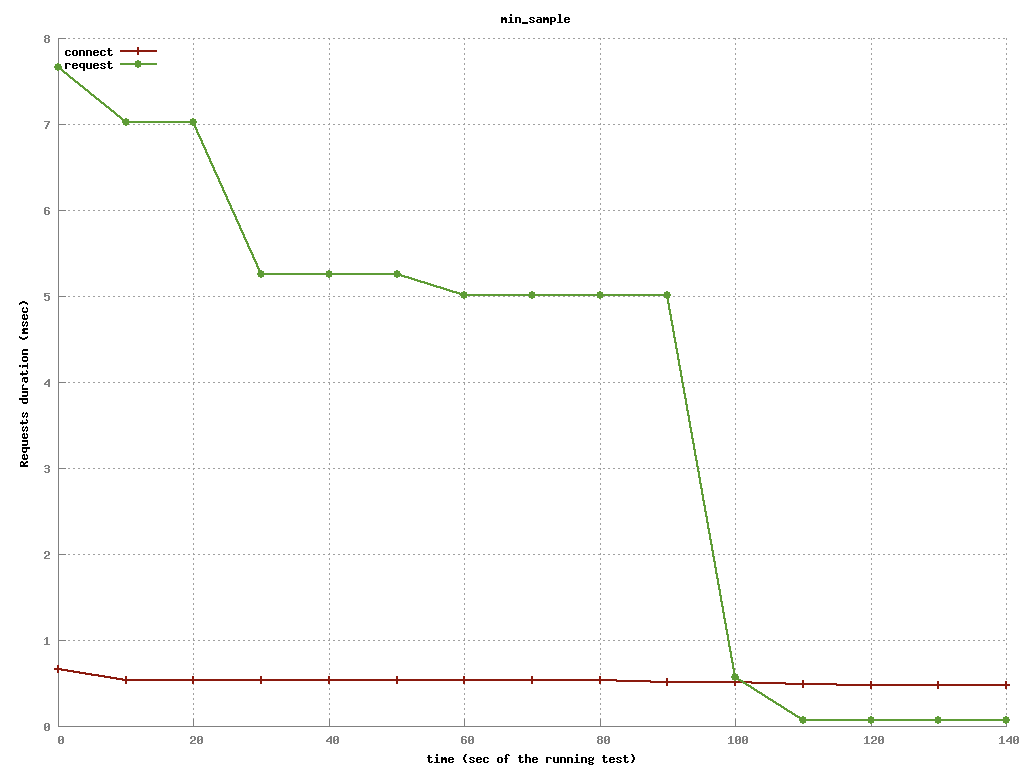 min_sample
connect
request
8
7
6
5
4
3
2
1
0
Requests duration (msec)
0 20 40 60 80 100 120 140
time (sec of the running test)